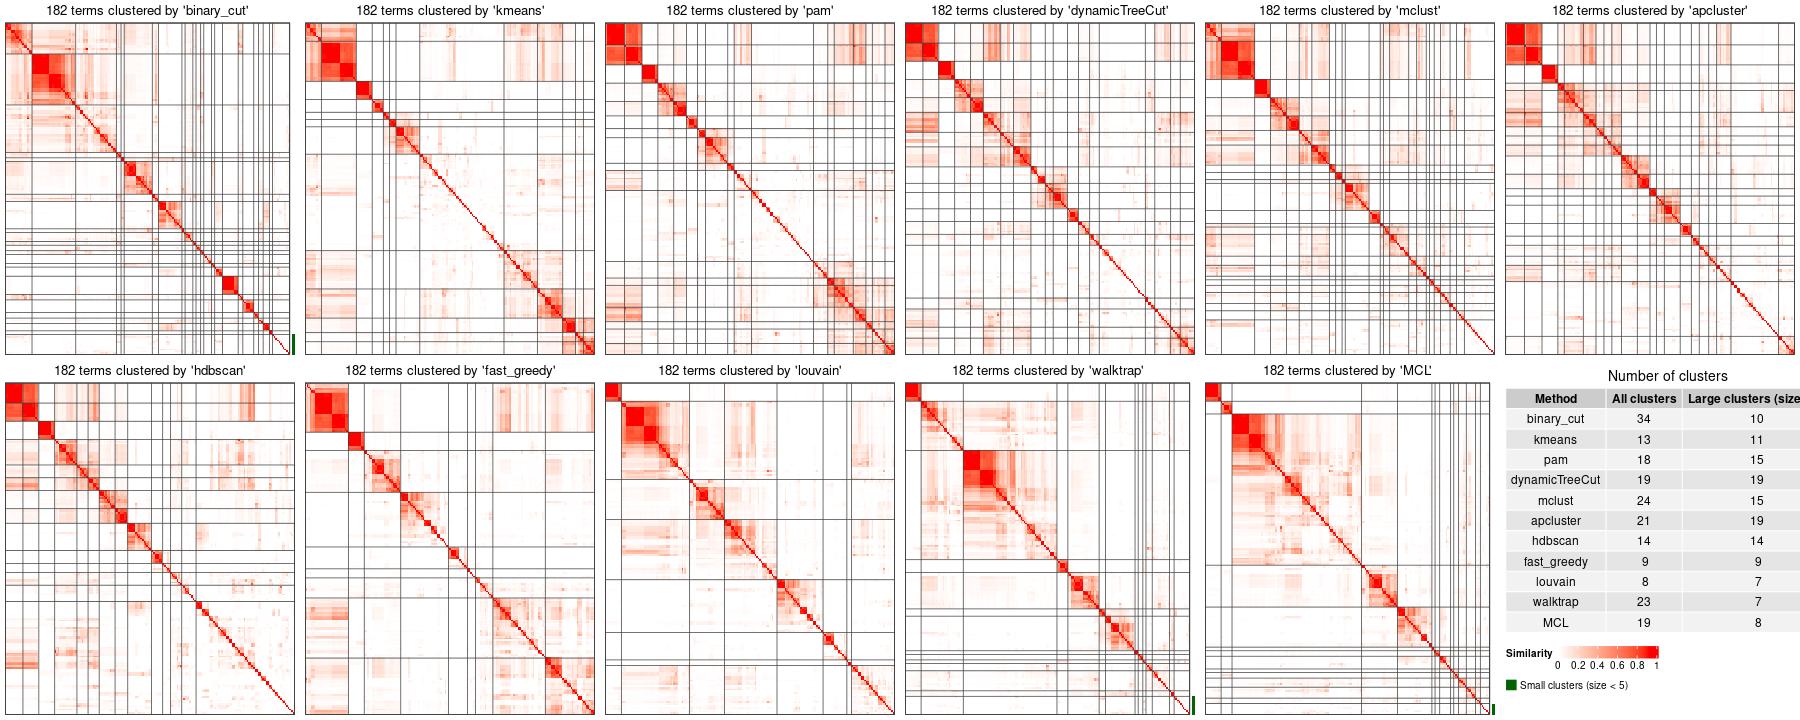 182 terms clustered by 'binary_cut'
182 terms clustered by 'kmeans'
182 terms clustered by 'pam'
182 terms clustered by 'dynamicTreeCut'
182 terms clustered by 'mclust'
182 terms clustered by 'apcluster'
182 terms clustered by 'hdbscan'
182 terms clustered by 'fast_greedy'
182 terms clustered by 'louvain'
182 terms clustered by 'walktrap'
182 terms clustered by 'MCL'
Number of clusters
Method All clusters Large clusters (size
binary_cut 34 10
kmeans 13 11
pam 18 15
dynamicTreeCut 19 19
mclust 24 15
apcluster 21 19
hdbscan 14 14
fast_greedy 9 9
louvain 8 7
walktrap 23 7
MCL 19 8
Similarity
0 0.2 0.4 0.6 0.8 1
Small clusters (size < 5)